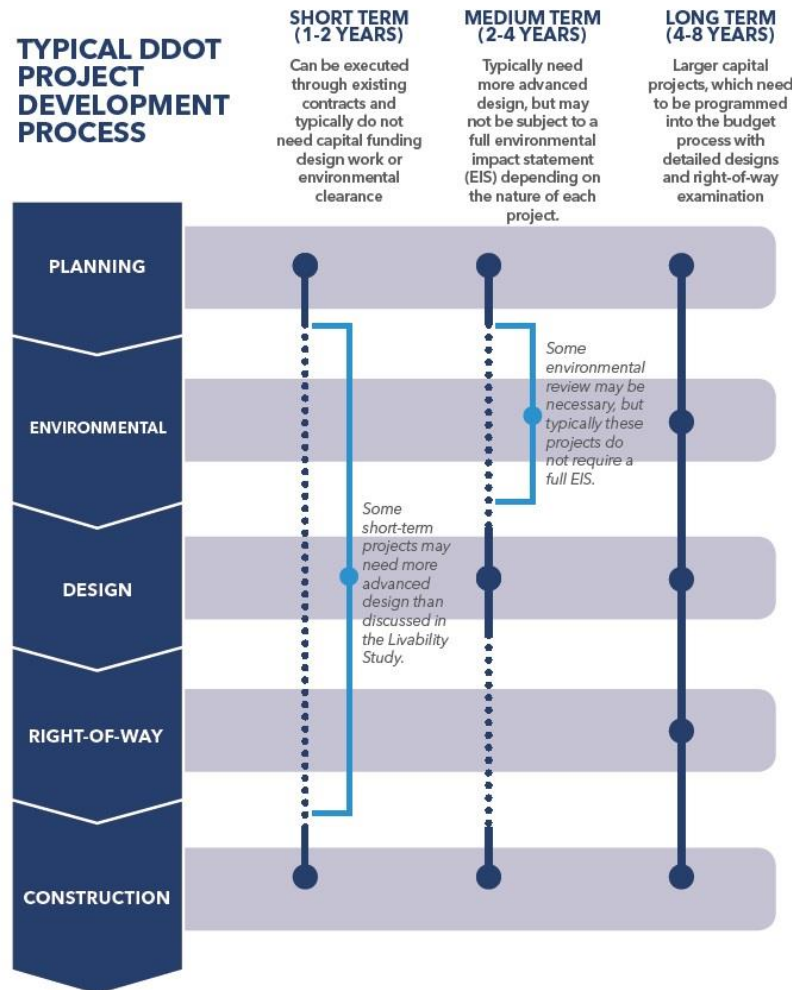 TYPICAL DDOT
PROJECT
DEVELOPMENT
PROCESS
SHORT TERM
(1-2 YEARS)
Can be executed
through existing
contracts and
typically do not
need capital funding
design work or
environmental
clearance
MEDIUM TERM
(2-4 YEARS)
Typically need
more advanced
design, but may
not be subject to a
full environmental
impact statement
(EIS) depending on
the nature of each
project.
LONG TERM
(4-8 YEARS)
Larger capital
projects, which need
to be programmed
into the budget
process with
detailed designs
and right-of-way
examination
PLANNING
ENVIRONMENTAL
Some
environmental
review may be
necessary, but
typically these
projects do
not require a
full EIS.
Some
short-term
projects may
need more
advanced
design than
discussed in
the Livability
Study.
DESIGN
RIGHT-OF-WAY
CONSTRUCTION